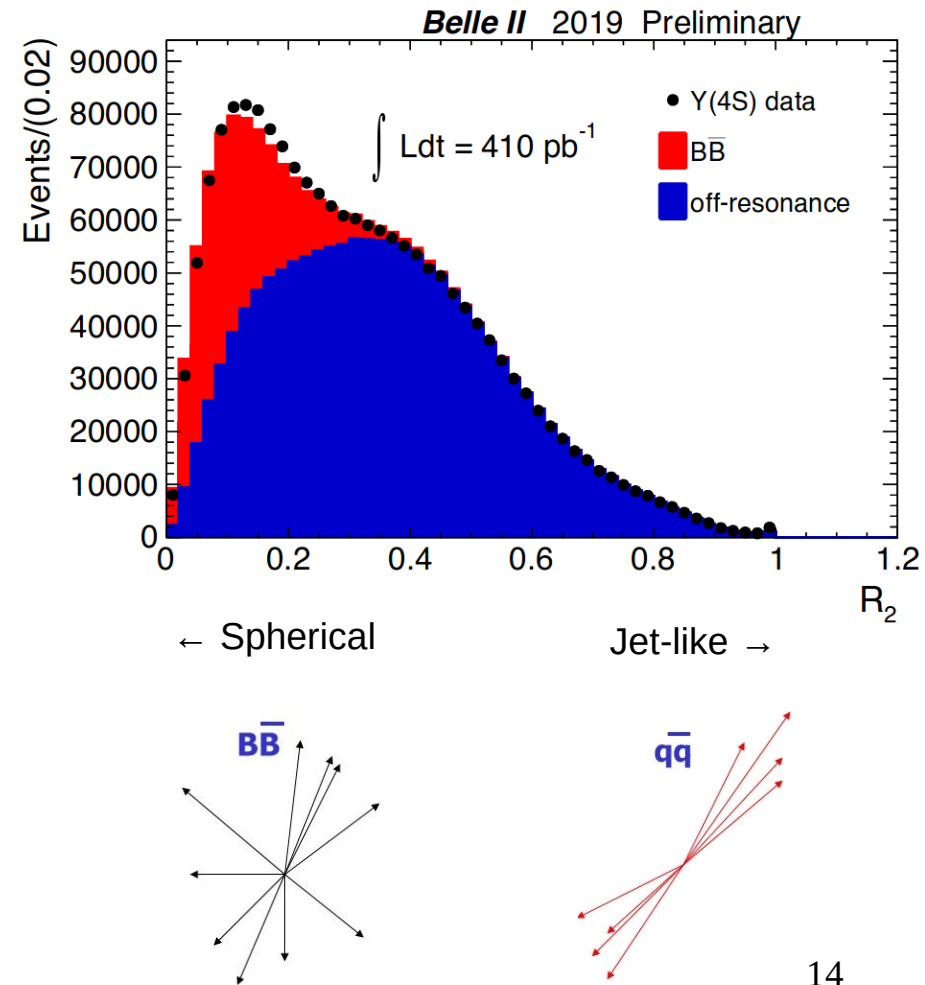 Belle II 2019 Preliminary
Events/(0.02)
90000
80000
70000
60000
50000
40000
30000
20000
10000
0
∫ Ldt = 410 pb⁻¹
Υ(4S) data
BB̅
off-resonance
0 0.2 0.4 0.6 0.8 1 1.2
R₂
← Spherical Jet-like →
BB̅ qq̅
14